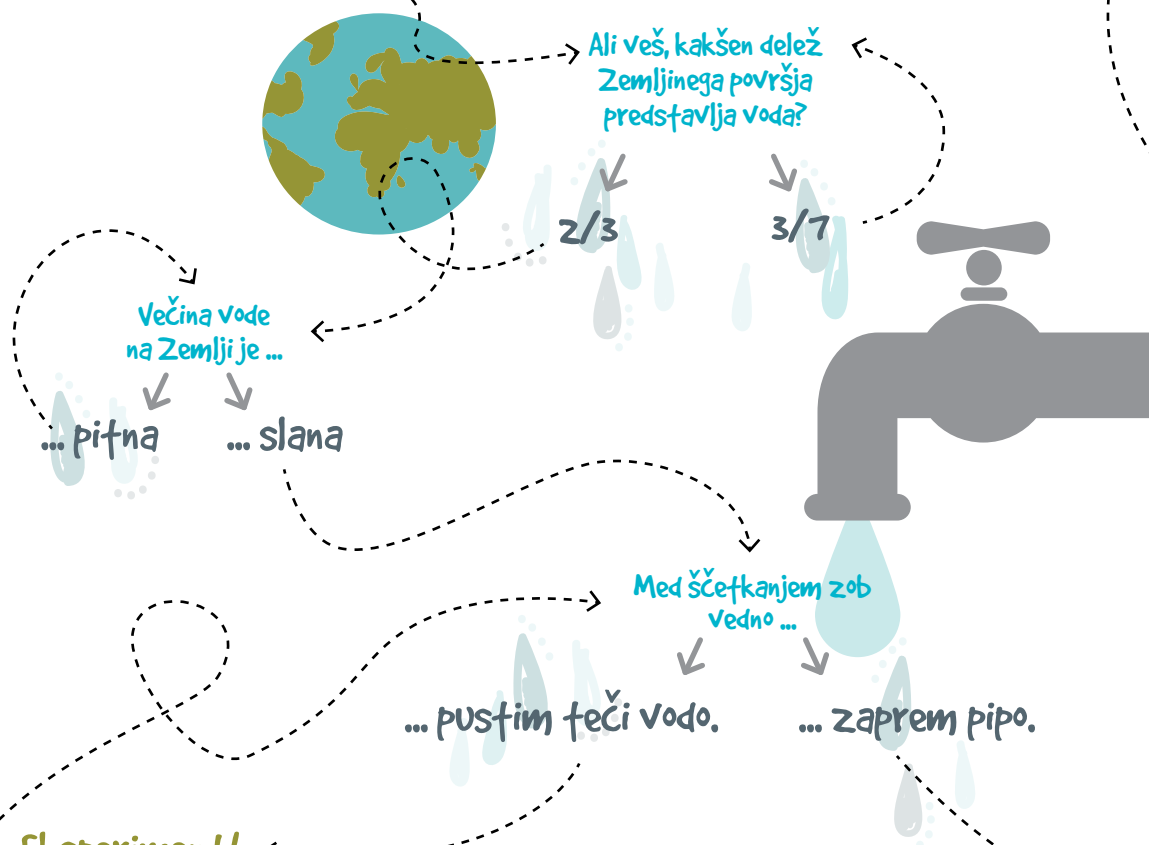 Ali veš, kakšen delež
Zemljinega površja
predstavlja voda?
2/3
3/7
Večina vode
na Zemlji je ...
... pitna
... slana
Med ščetkanjem zob
vedno ...
... pustim teči vodo.
... zaprem pipo.